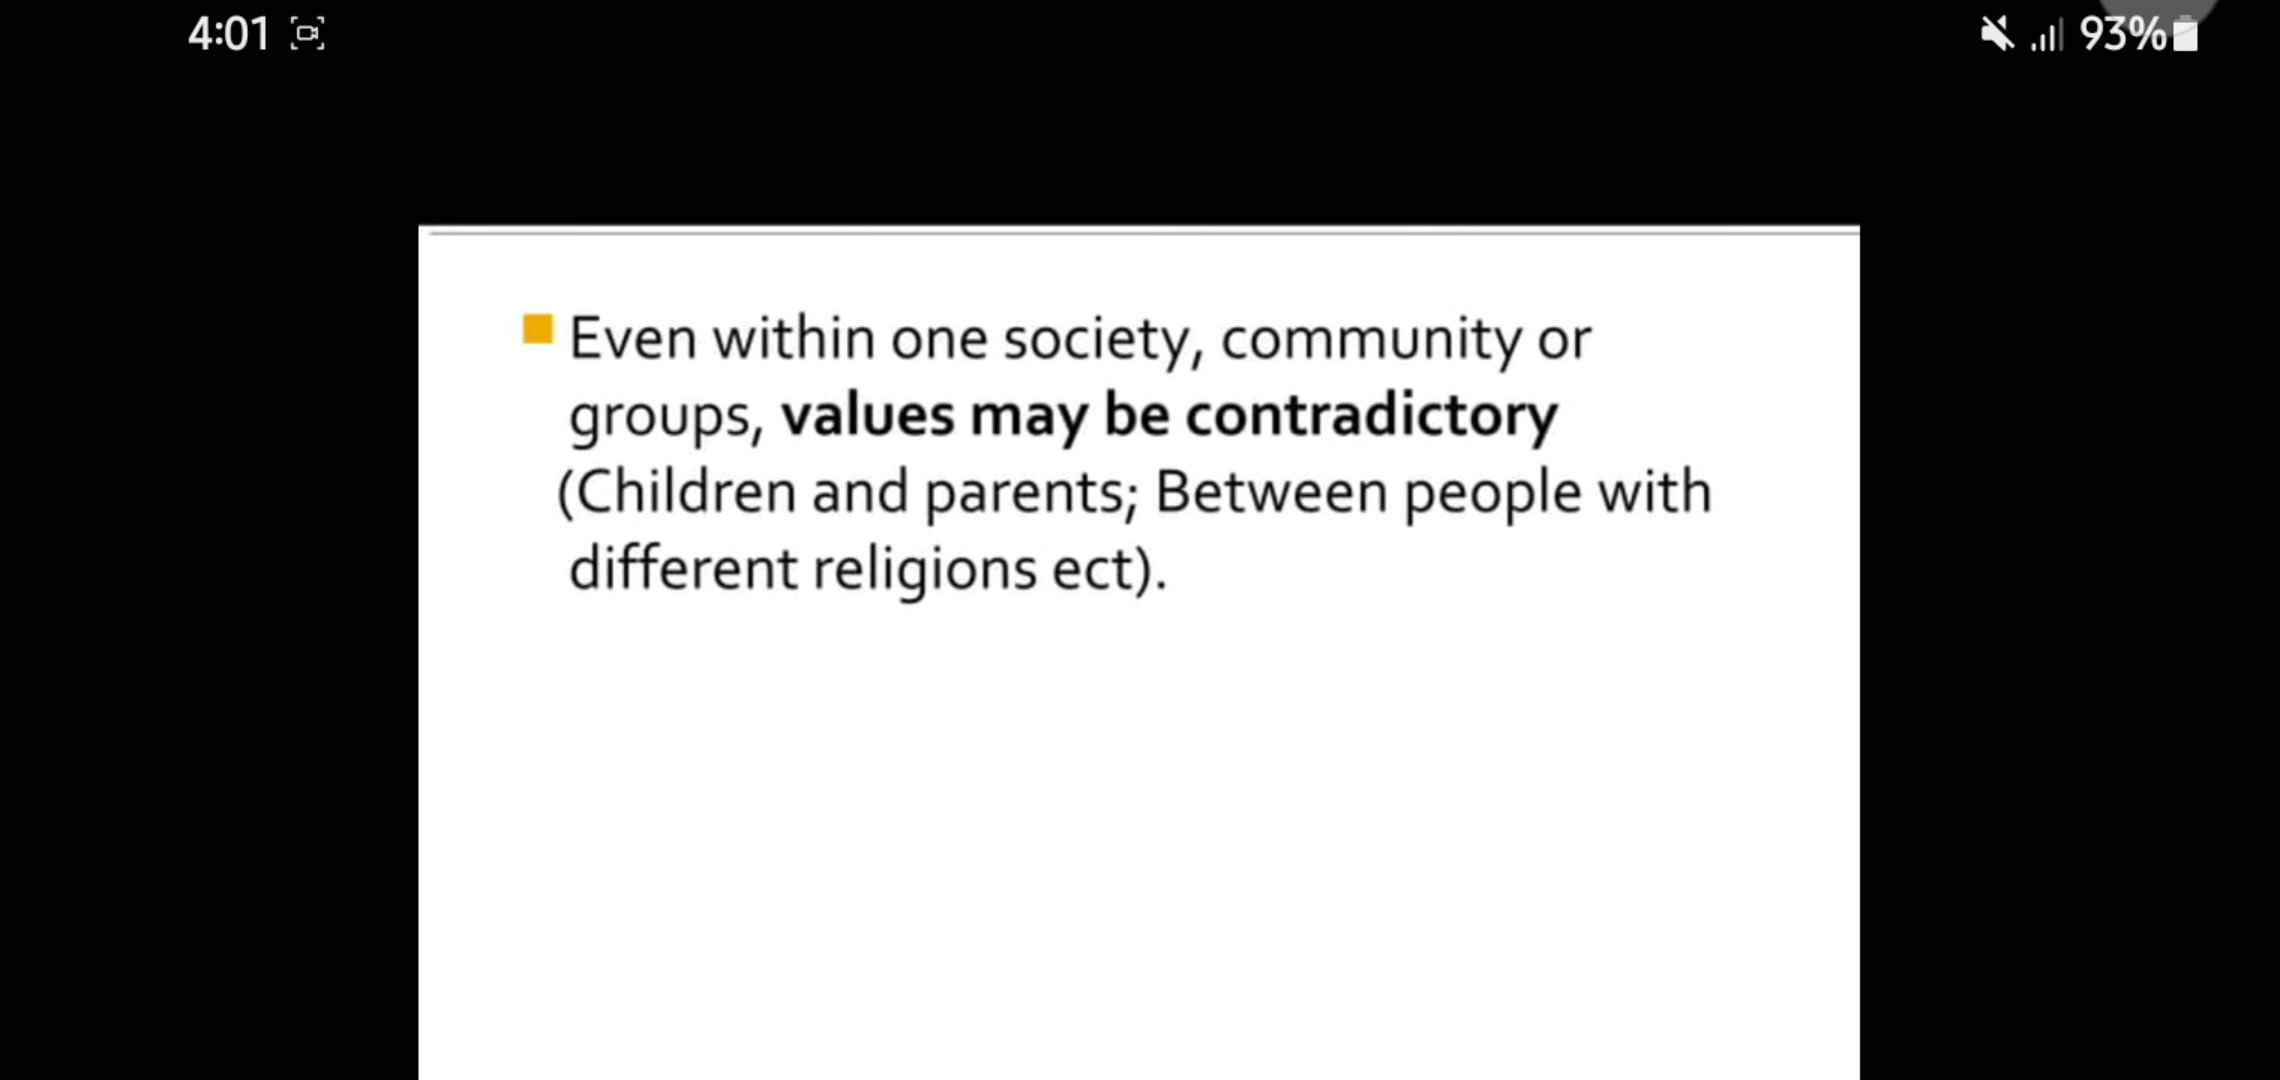 4:01 93%
Even within one society, community or
groups, values may be contradictory
(Children and parents; Between people with
different religions ect).